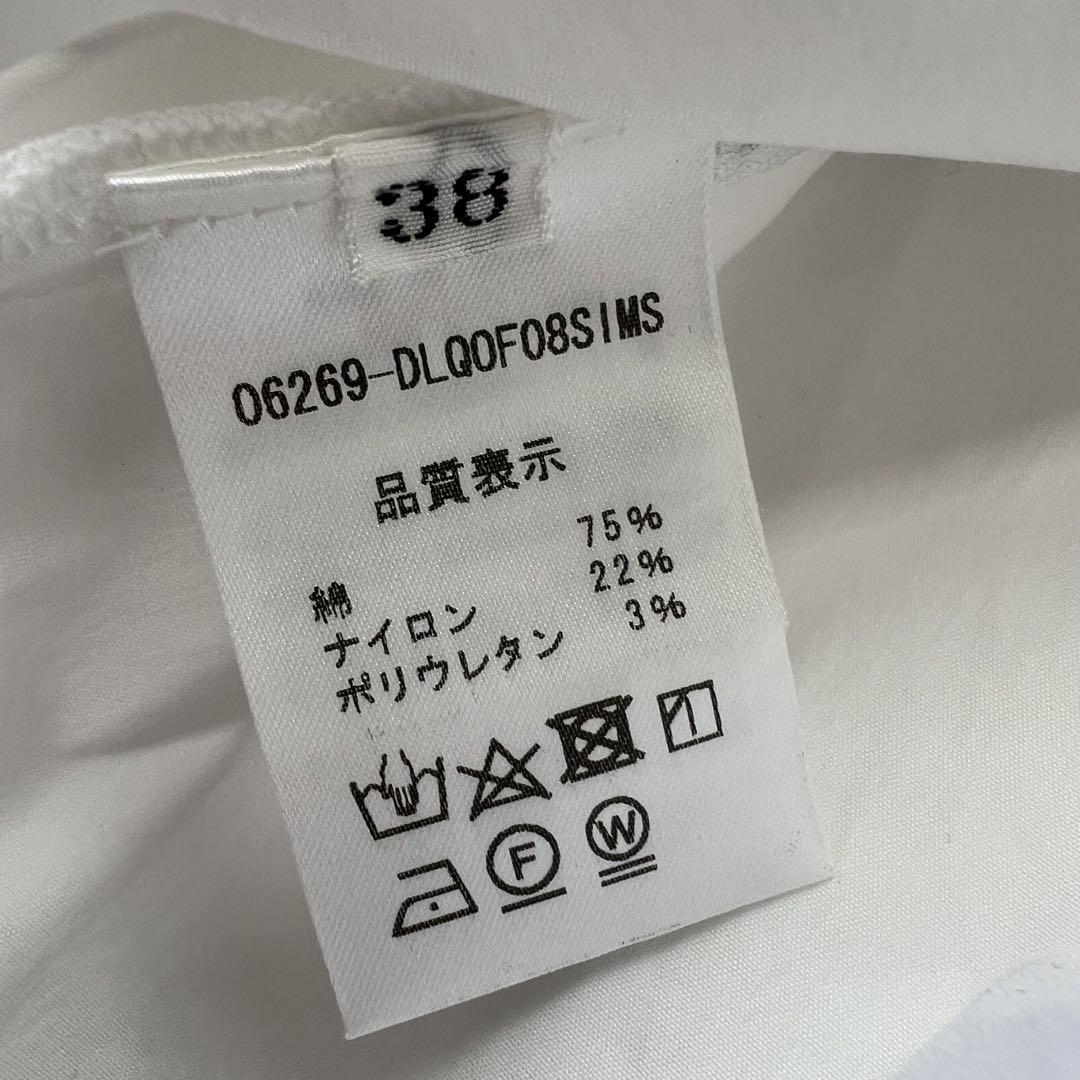 38
06269-DLQ0F08SIMS
品質表示
綿 75%
ナイロン 22%
ポリウレタン 3%
F W